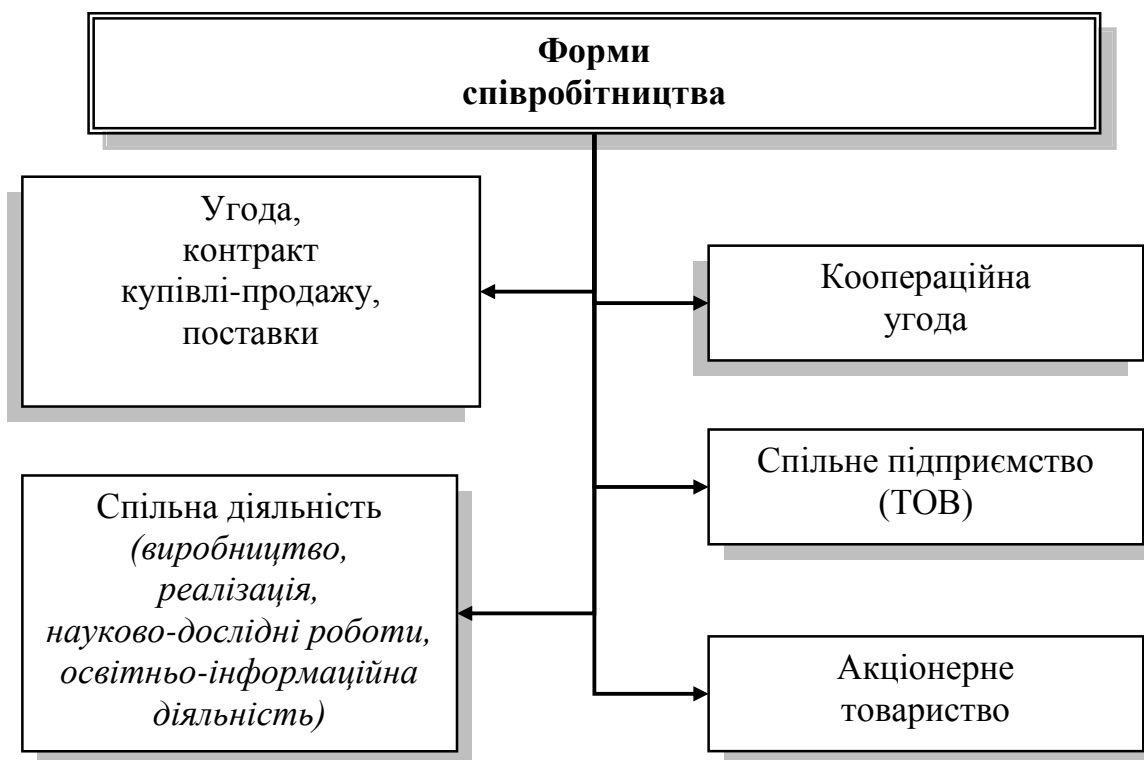 Форми
співробітництва
Угода,
контракт
купівлі-продажу,
поставки
Коопераційна
угода
Спільне підприємство
(ТОВ)
Спільна діяльність
(виробництво,
реалізація,
науково-дослідні роботи,
освітньо-інформаційна
діяльність)
Акціонерне
товариство